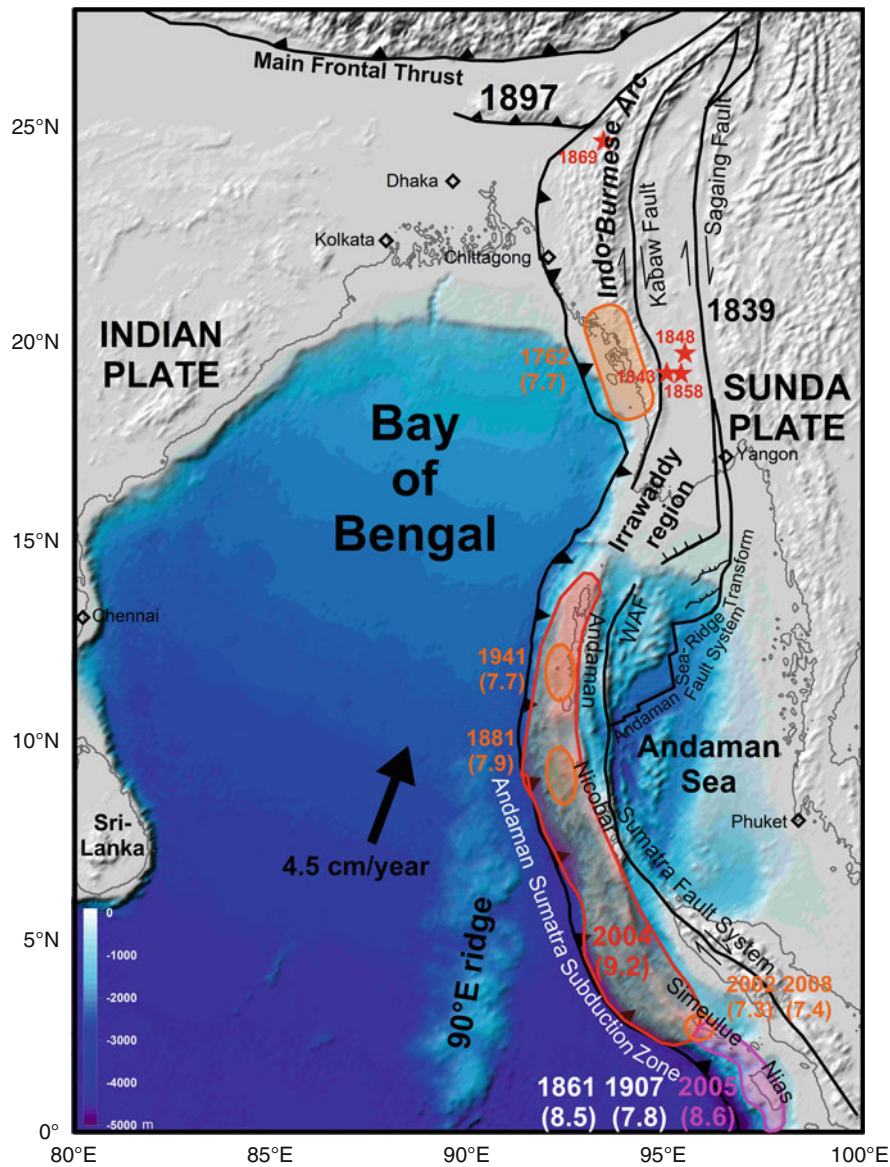 Main Frontal Thrust
1897
25°N
1869
Indo-Burmese Arc
Kabaw Fault
Sagaing Fault
Dhaka
Kolkata
Chittagong
1839
20°N
INDIAN
PLATE
1762
(7.7)
1848
1843
1858
SUNDA
PLATE
Yangon
Bay
of
Bengal
Irrawaddy
region
15°N
Chennai
WAF
Andaman
Andaman Sea-Ridge Transform
Fault System
1941
(7.7)
10°N
1881
(7.9)
Nicobar
Andaman
Sea
Phuket
Sri-
Lanka
4.5 cm/year
Andaman Sumatra Subduction Zone
Sumatra Fault System
90°E ridge
5°N
2004
(9.2)
Simeulue
2002 2008
(7.3) (7.4)
Nias
1861 1907 2005
(8.5) (7.8) (8.6)
0
-1000
-2000
-3000
-4000
-5000 m
0°
80°E
85°E
90°E
95°E
100°E